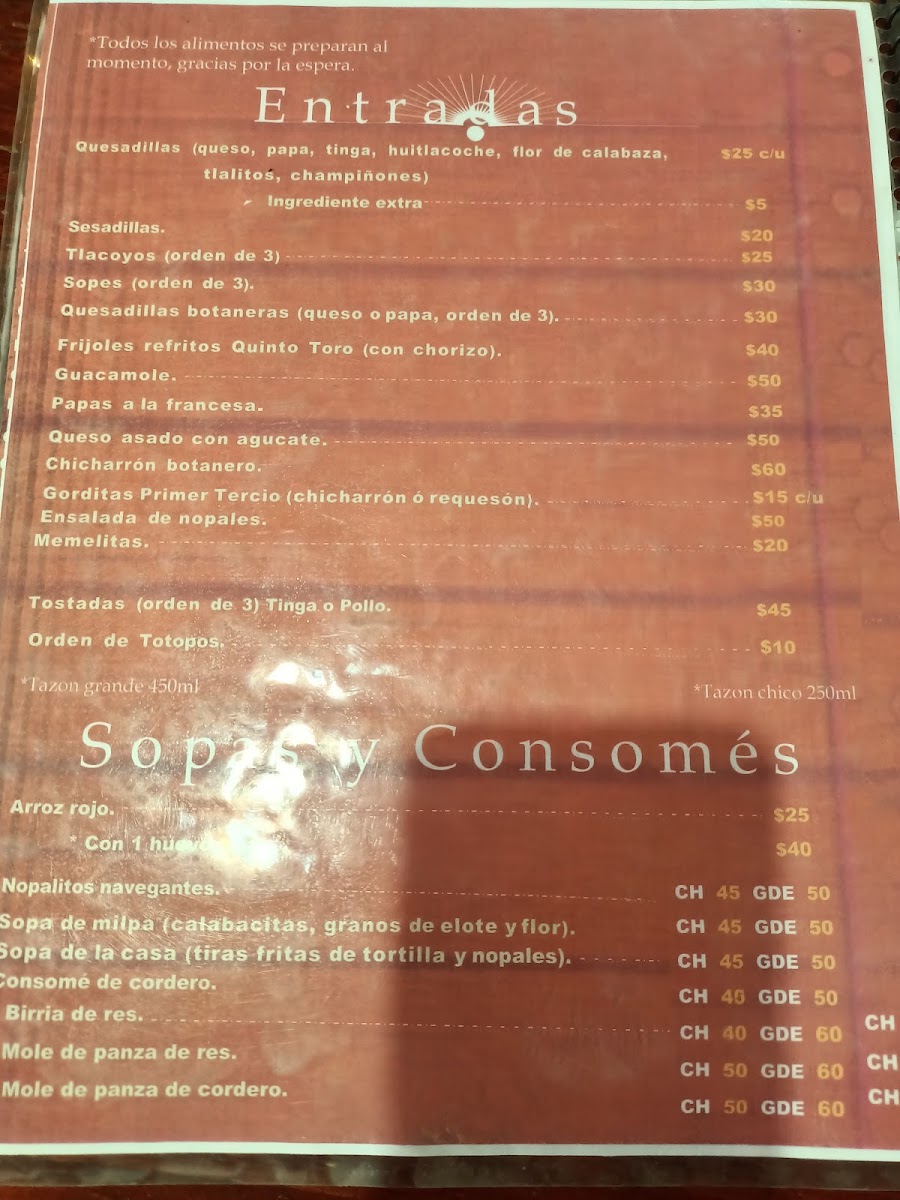 *Todos los alimentos se preparan al
momento, gracias por la espera.
Entradas
Quesadillas (queso, papa, tinga, huitlacoche, flor de calabaza, $25 c/u
tlalitos, champiñones)
Ingrediente extra $5
Sesadillas. $20
Tlacoyos (orden de 3) $25
Sopes (orden de 3). $30
Quesadillas botaneras (queso o papa, orden de 3). $30
Frijoles refritos Quinto Toro (con chorizo). $40
Guacamole. $50
Papas a la francesa. $35
Queso asado con agucate. $50
Chicharrón botanero. $60
Gorditas Primer Tercio (chicharrón ó requesón). $15 c/u
Ensalada de nopales. $50
Memelitas. $20
Tostadas (orden de 3) Tinga o Pollo. $45
Orden de Totopos. $10
*Tazon grande 450ml *Tazon chico 250ml
Sopas y Consomés
Arroz rojo. $25
* Con 1 huevo $40
Nopalitos navegantes. CH 45 GDE 50
Sopa de milpa (calabacitas, granos de elote y flor). CH 45 GDE 50
Sopa de la casa (tiras fritas de tortilla y nopales). CH 45 GDE 50
Consomé de cordero. CH 40 GDE 50
Birria de res. CH 40 GDE 60 CH
Mole de panza de res. CH 50 GDE 60 CH
Mole de panza de cordero. CH 50 GDE 60 CH